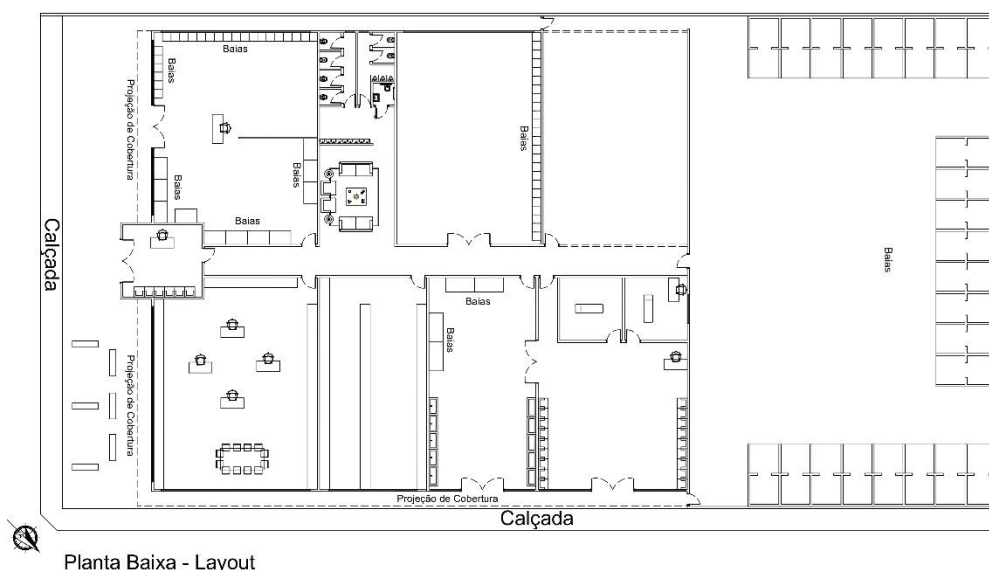 Baias
Baias
Projeção de Cobertura
Baias
Baias
Baias
Baias
Baias
Calçada
Baias
Baias
Projeção de Cobertura
Projeção de Cobertura
Calçada
Planta Baixa - Layout